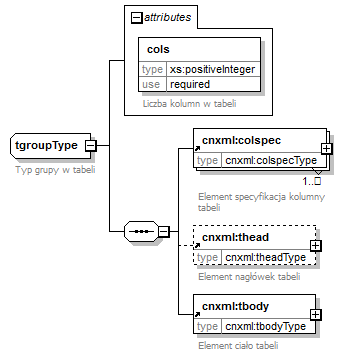 attributes
cols
type xs:positiveInteger
use required
Liczba kolumn w tabeli
tgroupType
Typ grupy w tabeli
cnxml:colspec
type cnxml:colspecType
1..□
Element specyfikacja kolumny
tabeli
cnxml:thead
type cnxml:theadType
Element nagłówek tabeli
cnxml:tbody
type cnxml:tbodyType
Element ciało tabeli